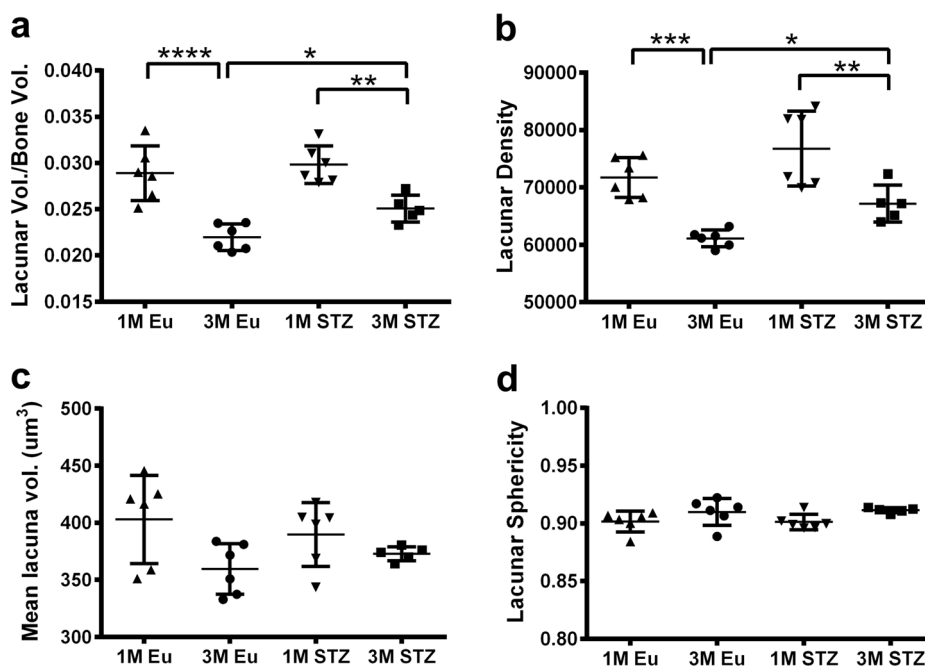 a
****
*
**
Lacunar Vol./Bone Vol.
0.040
0.035
0.030
0.025
0.020
0.015
1M Eu 3M Eu 1M STZ 3M STZ
b
***
*
**
Lacunar Density
90000
80000
70000
60000
50000
1M Eu 3M Eu 1M STZ 3M STZ
c
Mean lacuna vol. (um³)
500
450
400
350
300
1M Eu 3M Eu 1M STZ 3M STZ
d
Lacunar Sphericity
1.00
0.95
0.90
0.85
0.80
1M Eu 3M Eu 1M STZ 3M STZ